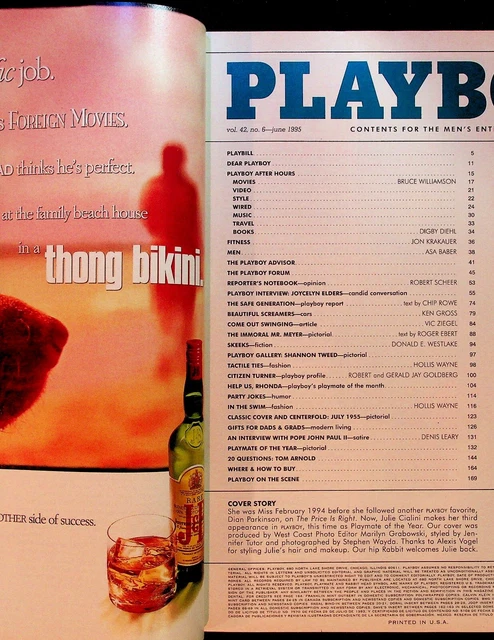 fic job.
s FOREIGN MOVIES,
AD thinks he's perfect.
at the family beach house
in a thong bikini.
OTHER side of success.
RARE
J&B
PLAYBO
vol. 42, no. 6—june 1995 CONTENTS FOR THE MEN'S ENT
PLAYBILL 5
DEAR PLAYBOY 11
PLAYBOY AFTER HOURS 15
MOVIES BRUCE WILLIAMSON 17
VIDEO 21
STYLE 22
WIRED 24
MUSIC 30
TRAVEL 33
BOOKS DIGBY DIEHL 34
FITNESS JON KRAKAUER 36
MEN ASA BABER 38
THE PLAYBOY ADVISOR 41
THE PLAYBOY FORUM 45
REPORTER'S NOTEBOOK—opinion ROBERT SCHEER 53
PLAYBOY INTERVIEW: JOYCELYN ELDERS—candid conversation 55
THE SAFE GENERATION—playboy report text by CHIP ROWE 74
BEAUTIFUL SCREAMERS—cars KEN GROSS 79
COME OUT SWINGING—article VIC ZIEGEL 84
THE IMMORAL MR. MEYER—pictorial text by ROGER EBERT 88
SKEEKS—fiction DONALD E. WESTLAKE 94
PLAYBOY GALLERY: SHANNON TWEED—pictorial 97
TACTILE TIES—fashion HOLLIS WAYNE 98
CITIZEN TURNER—playboy profile ROBERT and GERALD JAY GOLDBERG 100
HELP US, RHONDA—playboy's playmate of the month 104
PARTY JOKES—humor 114
IN THE SWIM—fashion HOLLIS WAYNE 116
CLASSIC COVER AND CENTERFOLD: JULY 1955—pictorial 123
GIFTS FOR DADS & GRADS—modern living 126
AN INTERVIEW WITH POPE JOHN PAUL II—satire DENIS LEARY 131
PLAYMATE OF THE YEAR—pictorial 132
20 QUESTIONS: TOM ARNOLD 144
WHERE & HOW TO BUY 164
PLAYBOY ON THE SCENE 169
COVER STORY
She was Miss February 1994 before she followed another PLAYBOY favorite,
Dian Parkinson, on The Price Is Right. Now, Julie Cialini makes her third
appearance in PLAYBOY, this time as Playmate of the Year. Our cover was
produced by West Coast Photo Editor Marilyn Grabowski, styled by Jen-
nifer Tutor and photographed by Stephen Wayda. Thanks to Alexis Vogel
for styling Julie's hair and makeup. Our hip Rabbit welcomes Julie back.
PRINTED IN U.S.A.